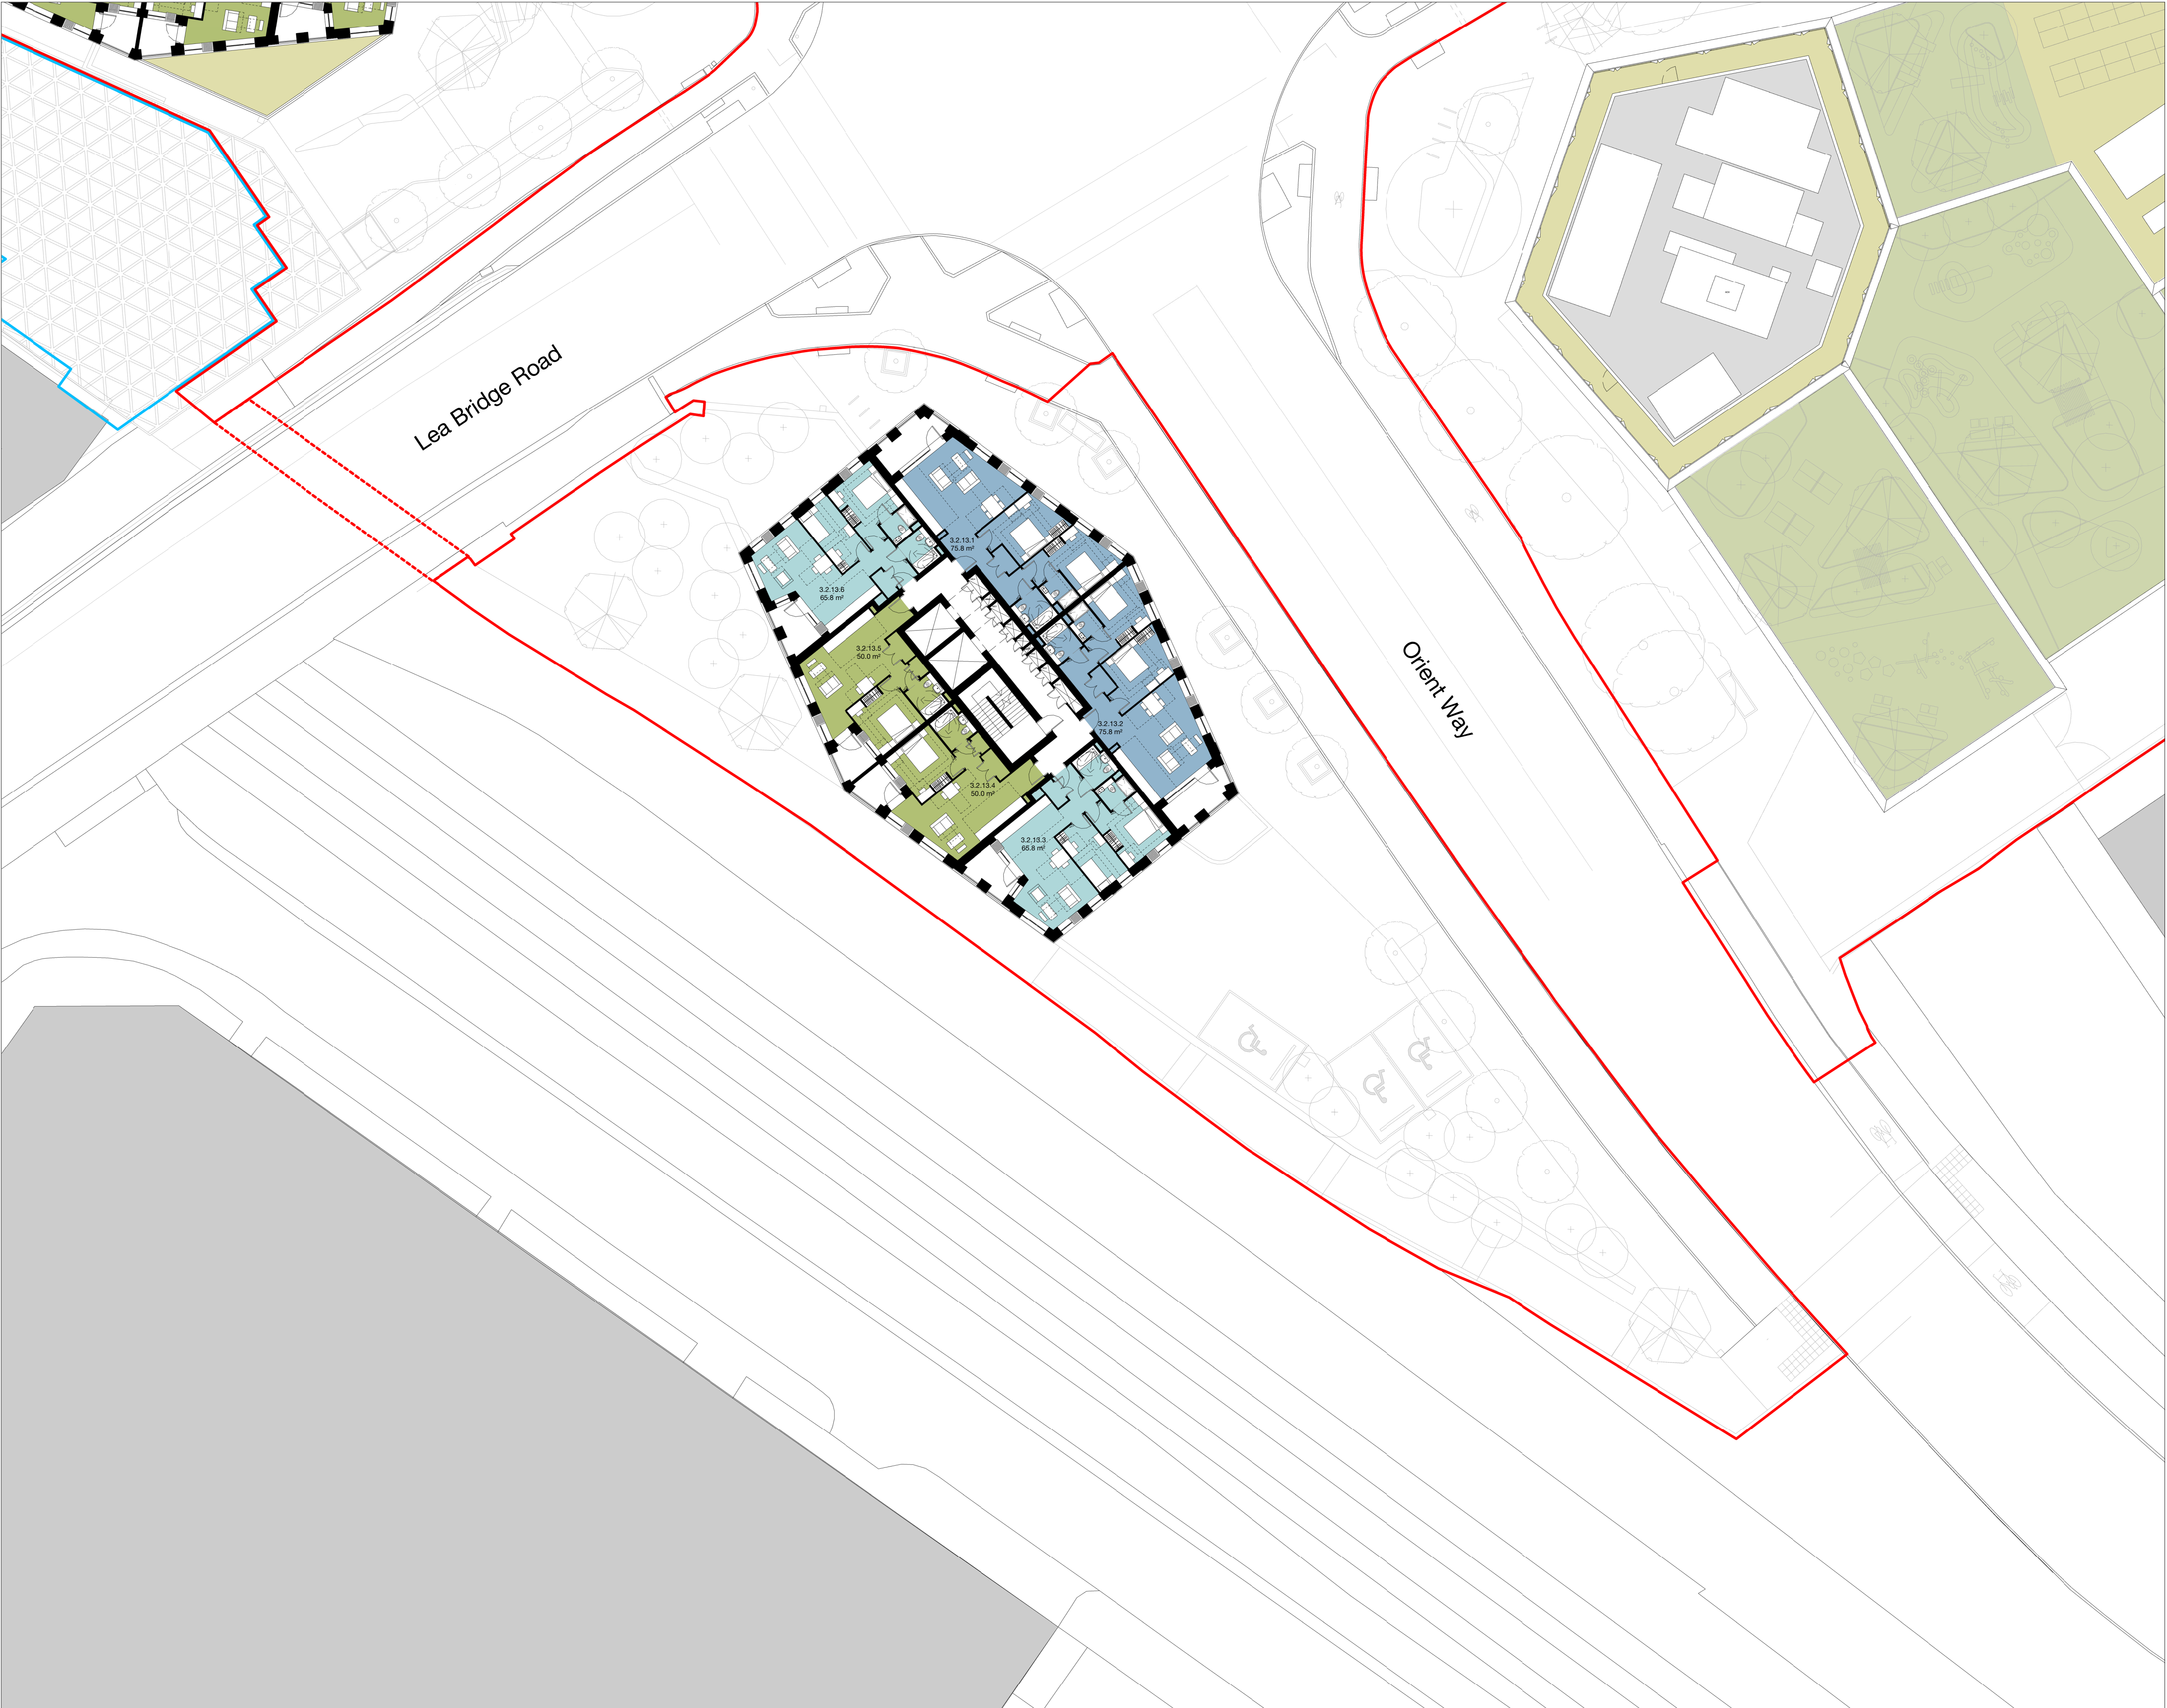 Lea Bridge Road
3.2.13.1
75.8 m²
3.2.13.6
65.8 m²
3.2.13.5
50.0 m²
Orient Way
3.2.13.2
75.8 m²
3.2.13.4
50.0 m²
3.2.13.3
65.8 m²